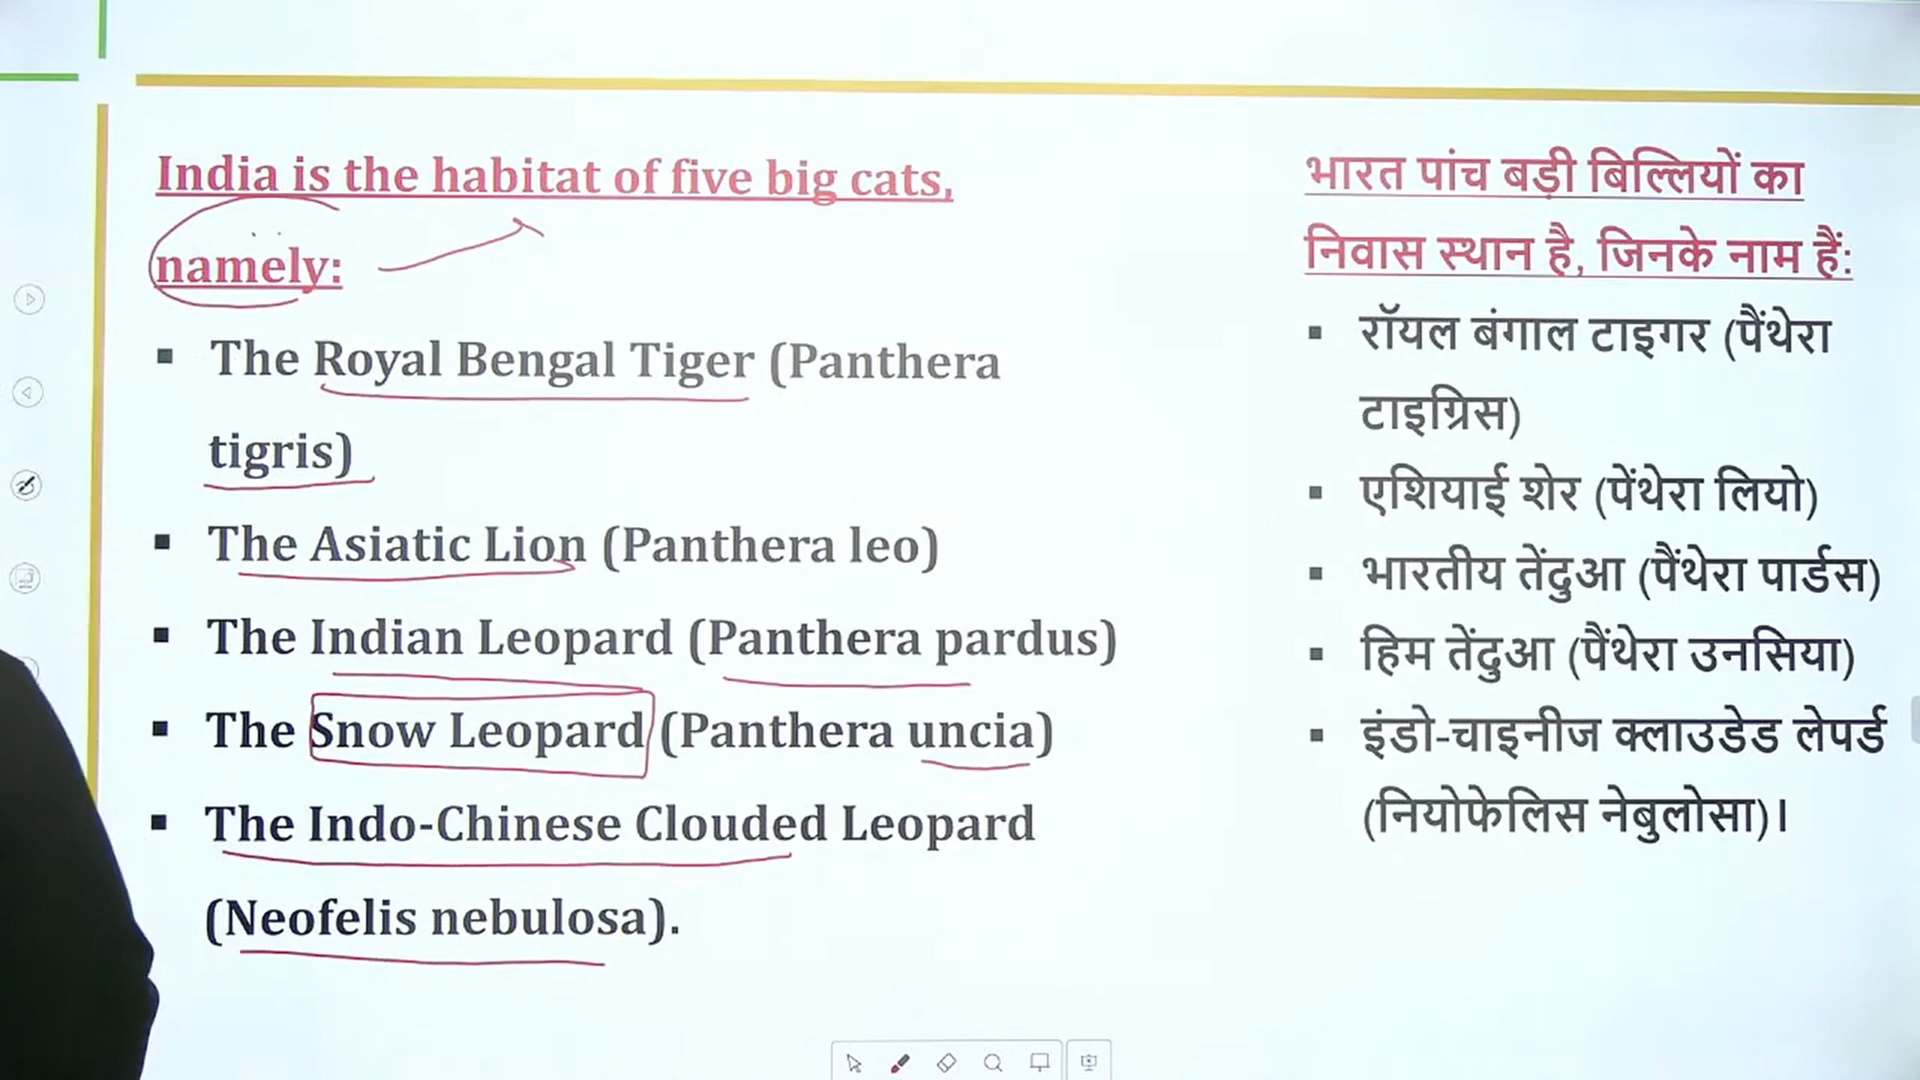 India is the habitat of five big cats,
namely:
▪ The Royal Bengal Tiger (Panthera
tigris)
▪ The Asiatic Lion (Panthera leo)
▪ The Indian Leopard (Panthera pardus)
▪ The Snow Leopard (Panthera uncia)
▪ The Indo-Chinese Clouded Leopard
(Neofelis nebulosa).
भारत पांच बड़ी बिल्लियों का
निवास स्थान है, जिनके नाम हैं:
▪ रॉयल बंगाल टाइगर (पैंथेरा
टाइग्रिस)
▪ एशियाई शेर (पेंथेरा लियो)
▪ भारतीय तेंदुआ (पैंथेरा पार्डस)
▪ हिम तेंदुआ (पैंथेरा उनसिया)
▪ इंडो-चाइनीज क्लाउडेड लेपर्ड
(नियोफेलिस नेबुलोसा)।